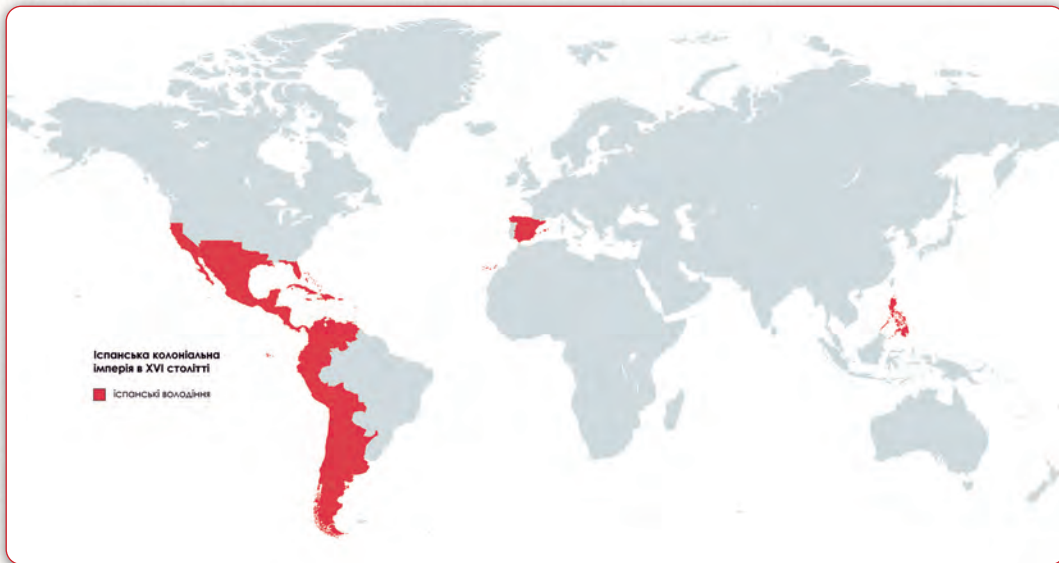 Іспанська колоніальна
імперія в XVI столітті
іспанські володіння